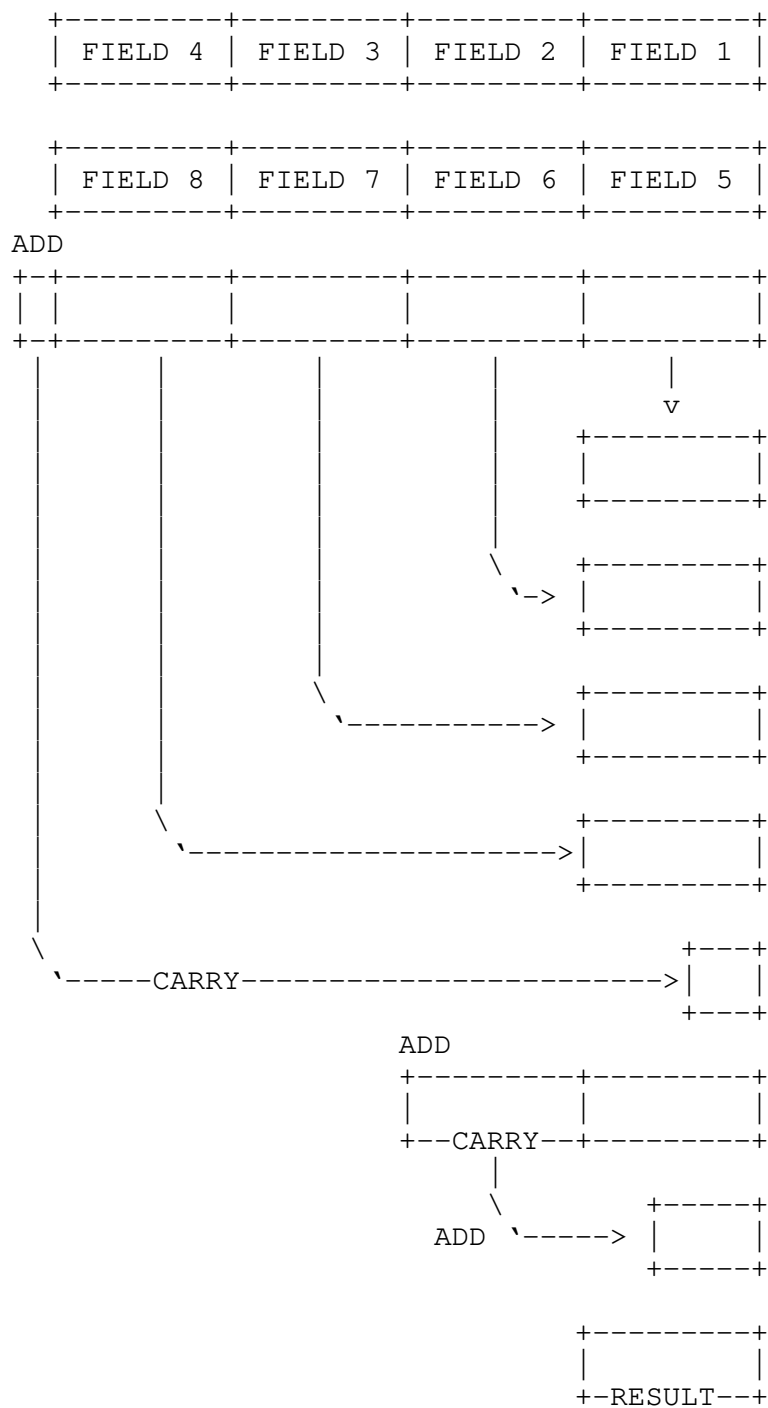 FIELD 4 FIELD 3 FIELD 2 FIELD 1
FIELD 8 FIELD 7 FIELD 6 FIELD 5
ADD
v
CARRY
ADD
CARRY
ADD
RESULT